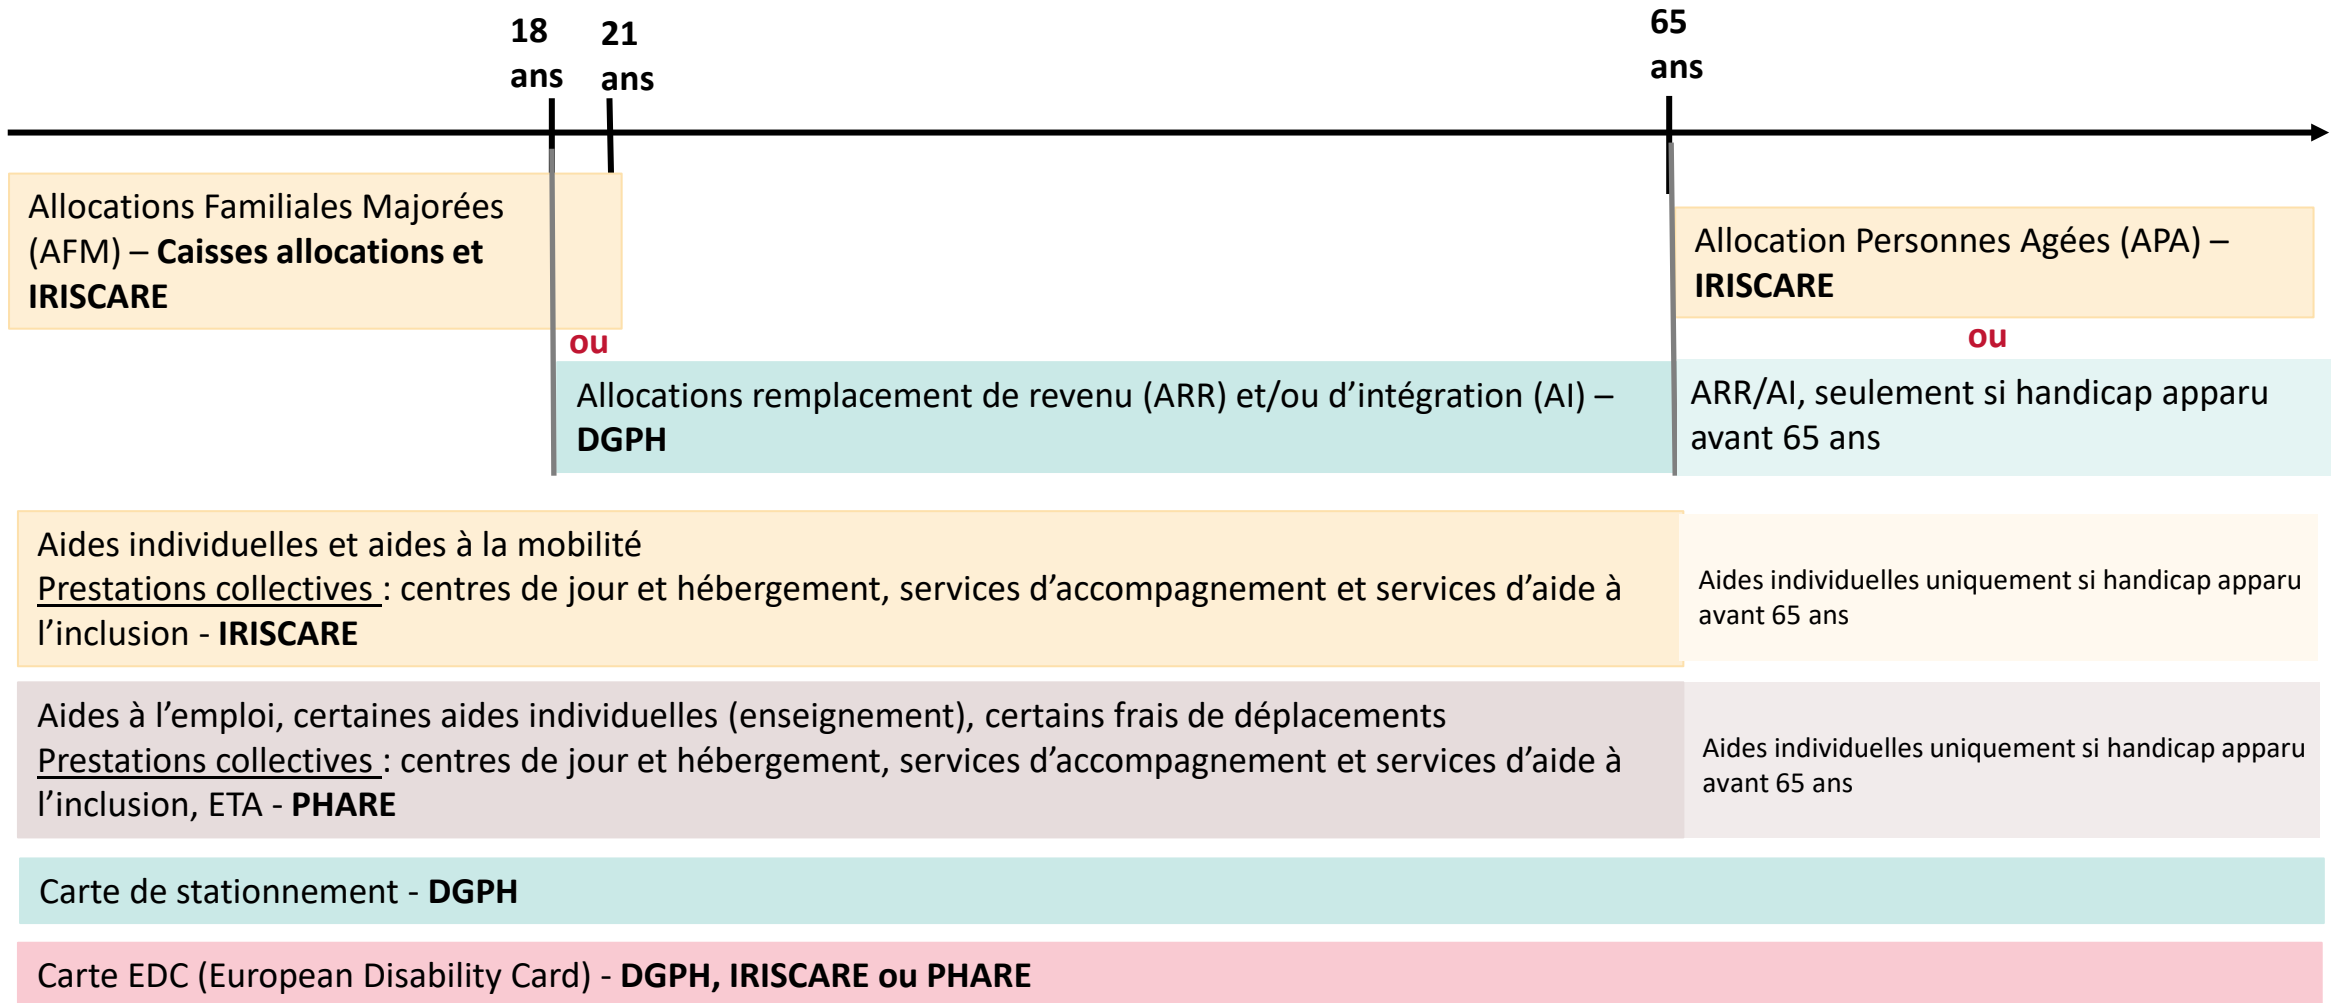 18
ans
21
ans
65
ans
Allocations Familiales Majorées
(AFM) – Caisses allocations et
IRISCARE
Allocation Personnes Agées (APA) –
IRISCARE
ou
ou
Allocations remplacement de revenu (ARR) et/ou d’intégration (AI) –
DGPH
ARR/AI, seulement si handicap apparu
avant 65 ans
Aides individuelles et aides à la mobilité
Prestations collectives : centres de jour et hébergement, services d’accompagnement et services d’aide à
l’inclusion - IRISCARE
Aides individuelles uniquement si handicap apparu
avant 65 ans
Aides à l’emploi, certaines aides individuelles (enseignement), certains frais de déplacements
Prestations collectives : centres de jour et hébergement, services d’accompagnement et services d’aide à
l’inclusion, ETA - PHARE
Aides individuelles uniquement si handicap apparu
avant 65 ans
Carte de stationnement - DGPH
Carte EDC (European Disability Card) - DGPH, IRISCARE ou PHARE